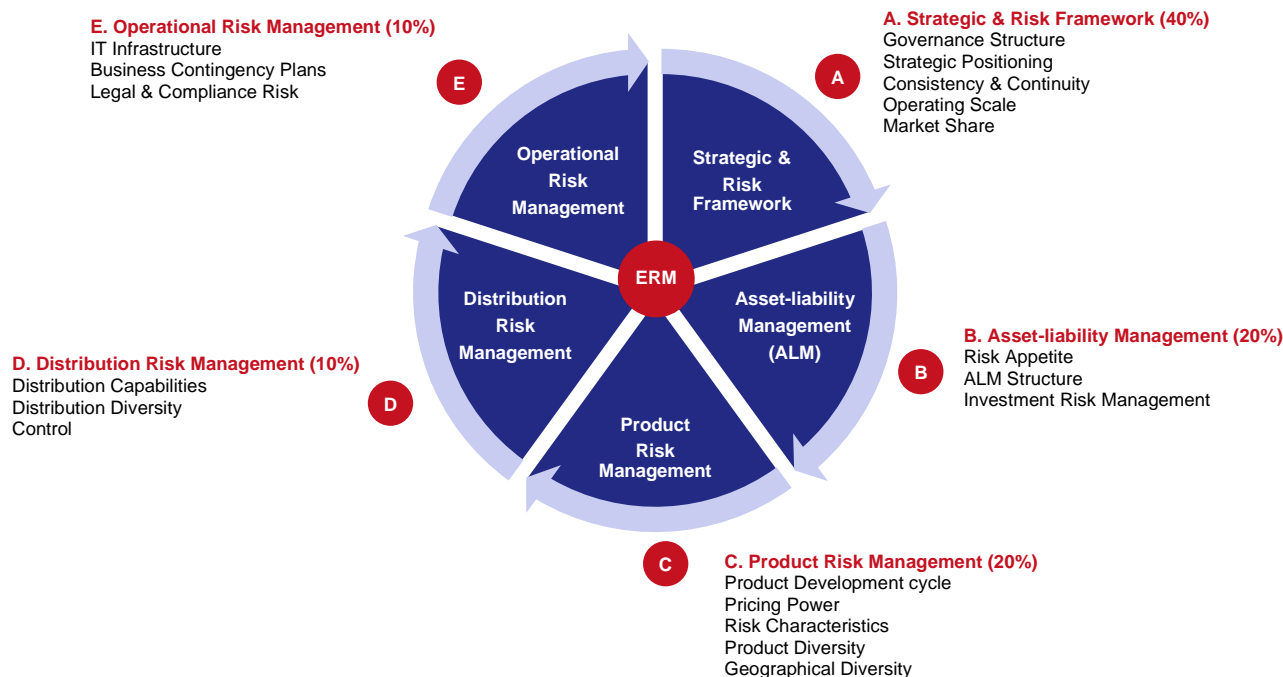 E. Operational Risk Management (10%)
IT Infrastructure
Business Contingency Plans
Legal & Compliance Risk
A. Strategic & Risk Framework (40%)
Governance Structure
Strategic Positioning
Consistency & Continuity
Operating Scale
Market Share
E
A
Operational
Risk
Management
Strategic &
Risk
Framework
ERM
Distribution
Risk
Management
Asset-liability
Management
(ALM)
D. Distribution Risk Management (10%)
Distribution Capabilities
Distribution Diversity
Control
D
B
B. Asset-liability Management (20%)
Risk Appetite
ALM Structure
Investment Risk Management
Product
Risk
Management
C
C. Product Risk Management (20%)
Product Development cycle
Pricing Power
Risk Characteristics
Product Diversity
Geographical Diversity